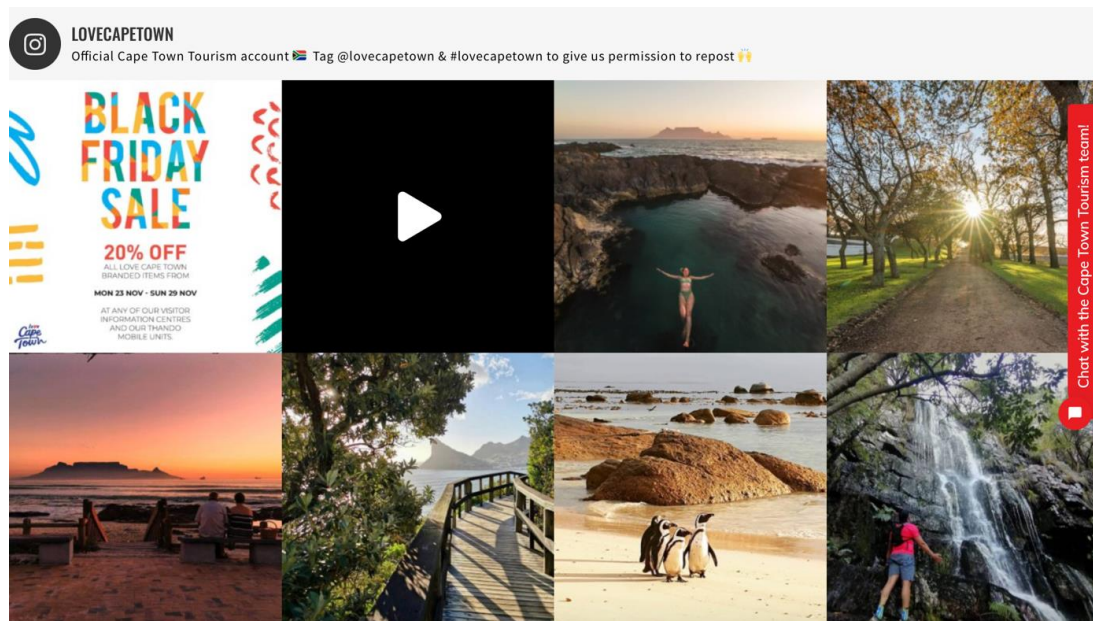 LOVECAPETOWN
Official Cape Town Tourism account 🇿🇦 Tag @lovecapetown & #lovecapetown to give us permission to repost 🙌
BLACK
FRIDAY
SALE
20% OFF
ALL LOVE CAPE TOWN
BRANDED ITEMS FROM
MON 23 NOV - SUN 29 NOV
AT ANY OF OUR VISITOR
INFORMATION CENTRES
AND OUR THANDO
MOBILE UNITS.
love
Cape
Town
Chat with the Cape Town Tourism team!